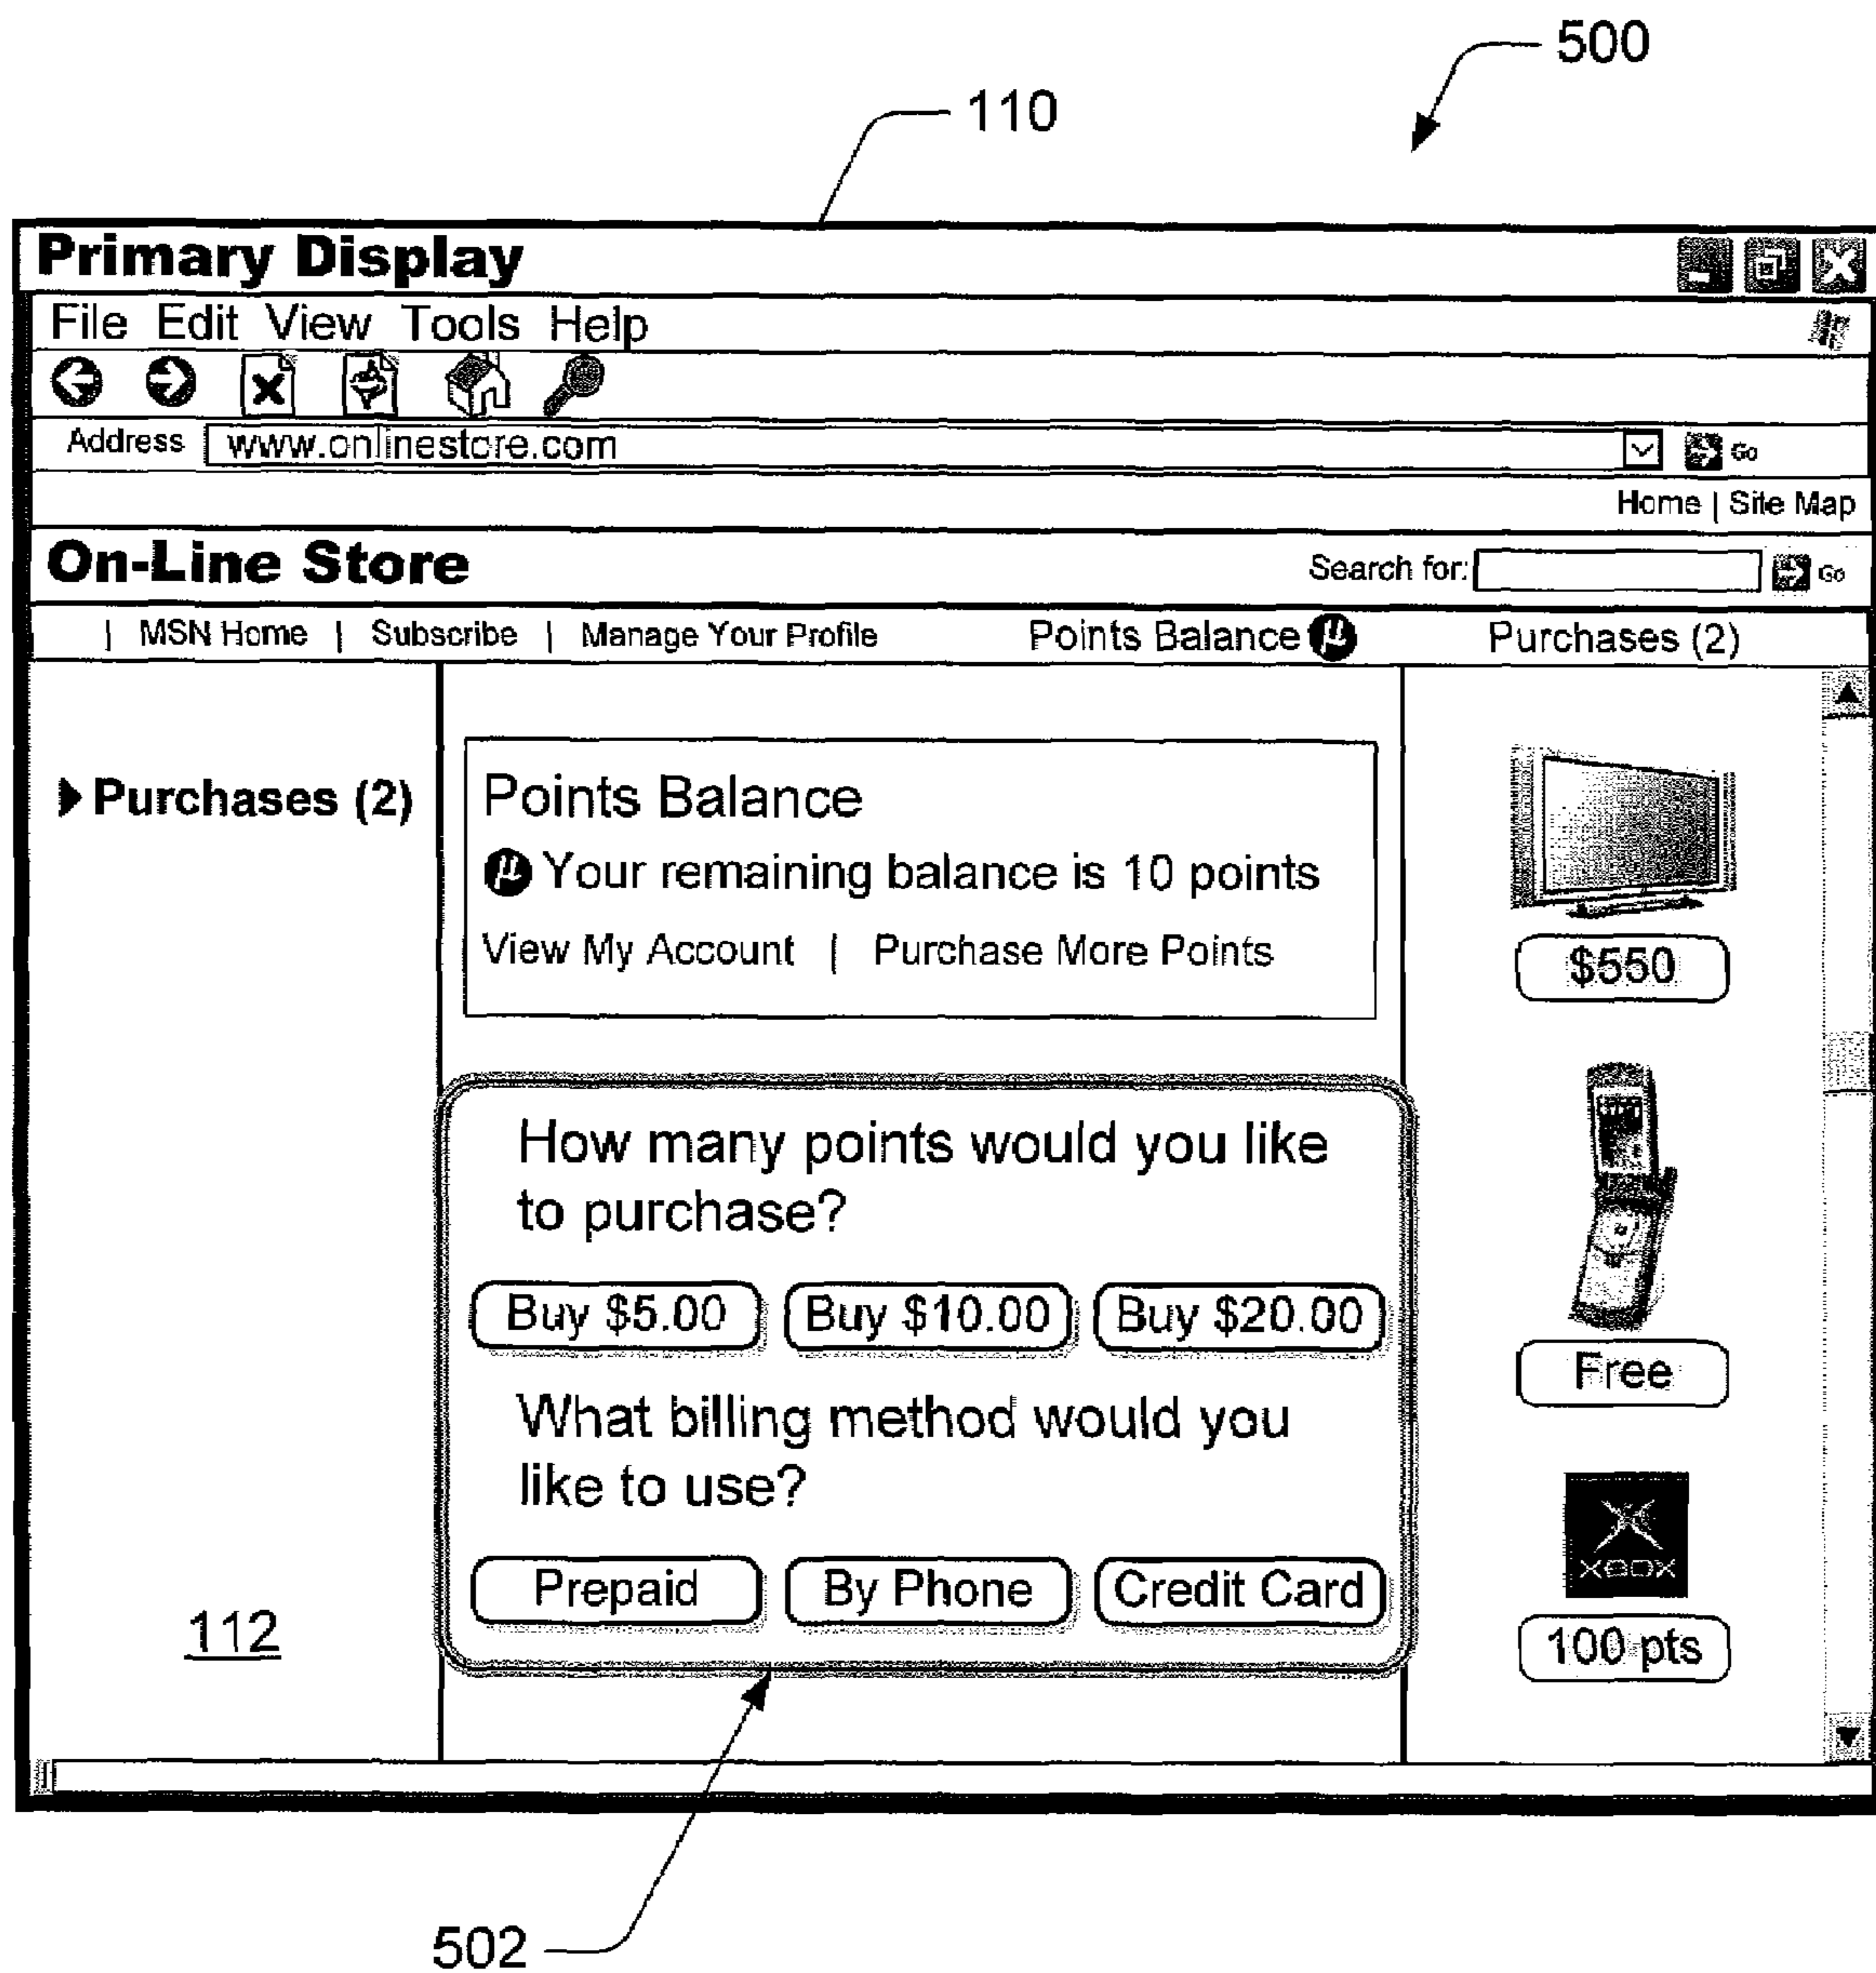 500
110
Primary Display
File Edit View Tools Help
Address www.onlinestore.com Go
Home | Site Map
On-Line Store Search for: Go
| MSN Home | Subscribe | Manage Your Profile Points Balance µ Purchases (2)
Purchases (2)
Points Balance
µ Your remaining balance is 10 points
View My Account | Purchase More Points
$550
How many points would you like
to purchase?
Buy $5.00 Buy $10.00 Buy $20.00
Free
What billing method would you
like to use?
XBOX
Prepaid By Phone Credit Card
100 pts
112
502